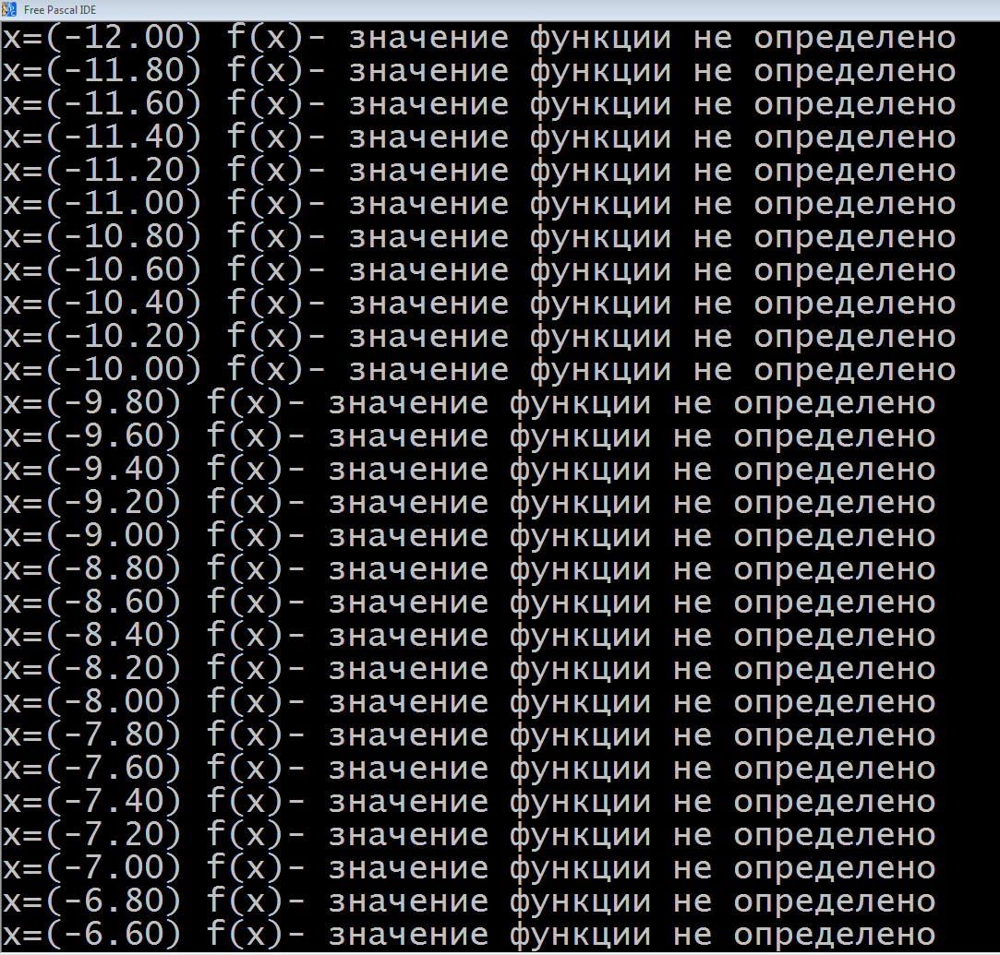 Free Pascal IDE
x=(-12.00) f(x)- значение функции не определено
x=(-11.80) f(x)- значение функции не определено
x=(-11.60) f(x)- значение функции не определено
x=(-11.40) f(x)- значение функции не определено
x=(-11.20) f(x)- значение функции не определено
x=(-11.00) f(x)- значение функции не определено
x=(-10.80) f(x)- значение функции не определено
x=(-10.60) f(x)- значение функции не определено
x=(-10.40) f(x)- значение функции не определено
x=(-10.20) f(x)- значение функции не определено
x=(-10.00) f(x)- значение функции не определено
x=(-9.80) f(x)- значение функции не определено
x=(-9.60) f(x)- значение функции не определено
x=(-9.40) f(x)- значение функции не определено
x=(-9.20) f(x)- значение функции не определено
x=(-9.00) f(x)- значение функции не определено
x=(-8.80) f(x)- значение функции не определено
x=(-8.60) f(x)- значение функции не определено
x=(-8.40) f(x)- значение функции не определено
x=(-8.20) f(x)- значение функции не определено
x=(-8.00) f(x)- значение функции не определено
x=(-7.80) f(x)- значение функции не определено
x=(-7.60) f(x)- значение функции не определено
x=(-7.40) f(x)- значение функции не определено
x=(-7.20) f(x)- значение функции не определено
x=(-7.00) f(x)- значение функции не определено
x=(-6.80) f(x)- значение функции не определено
x=(-6.60) f(x)- значение функции не определено